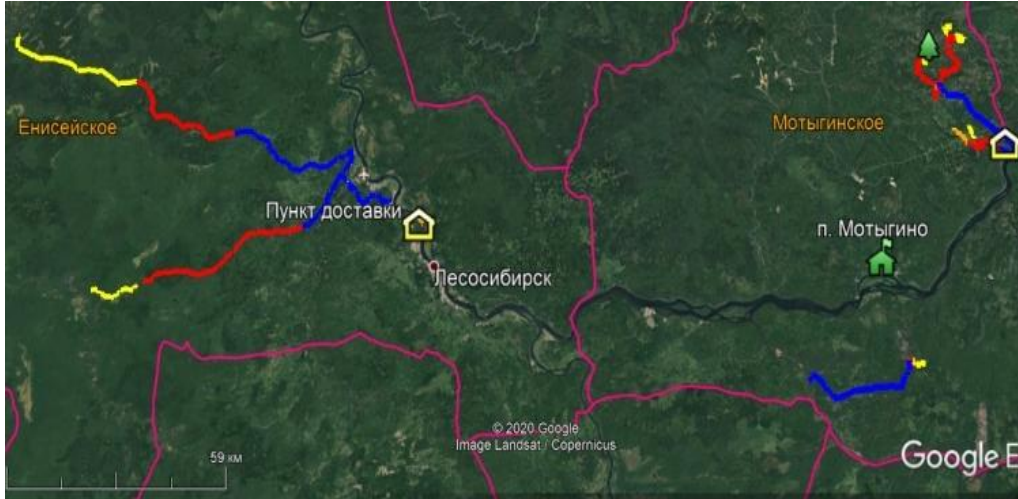 Енисейское
Мотыгинское
Пункт доставки
п. Мотыгино
Лесосибирск
© 2020 Google
Image Landsat / Copernicus
59 км
Google E